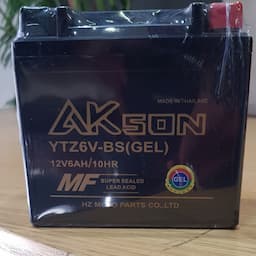 MADE IN THAILAND
AKSON
YTZ6V-BS(GEL)
12V6AH/10HR
MF SUPER SEALED
LEAD ACID
GEL
HZ MOTO PARTS CO.,LTD